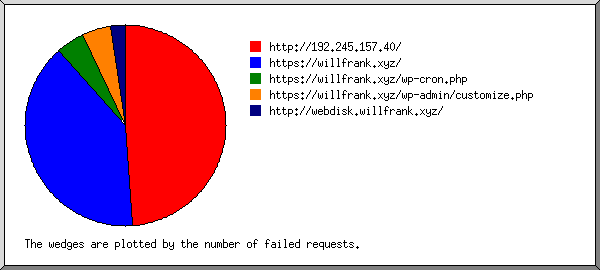 http://192.245.157.40/
https://willfrank.xyz/
https://willfrank.xyz/wp-cron.php
https://willfrank.xyz/wp-admin/customize.php
http://webdisk.willfrank.xyz/
The wedges are plotted by the number of failed requests.